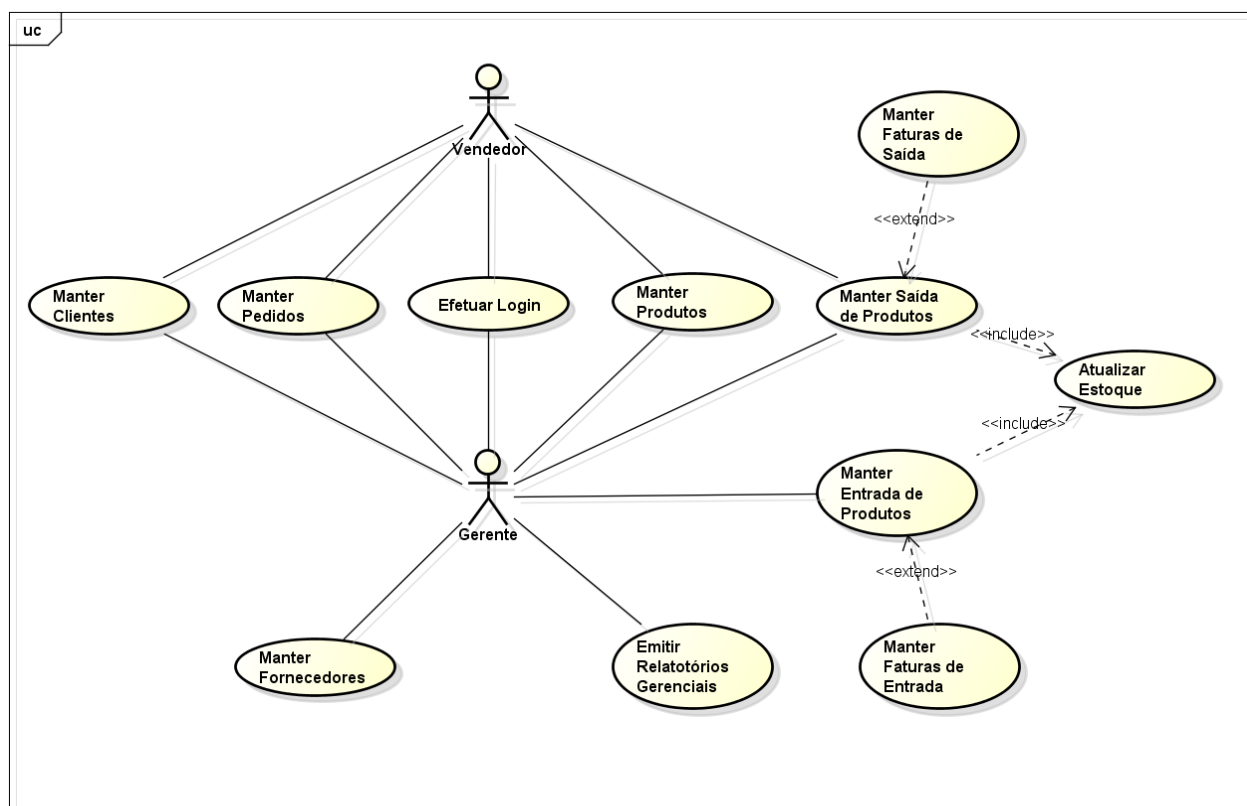 uc
Vendedor
Manter
Faturas de
Saída
<<extend>>
Manter
Clientes
Manter
Pedidos
Efetuar Login
Manter
Produtos
Manter Saída
de Produtos
<<include>>
Atualizar
Estoque
<<include>>
Manter
Entrada de
Produtos
Gerente
<<extend>>
Manter
Fornecedores
Emitir
Relatotórios
Gerenciais
Manter
Faturas de
Entrada